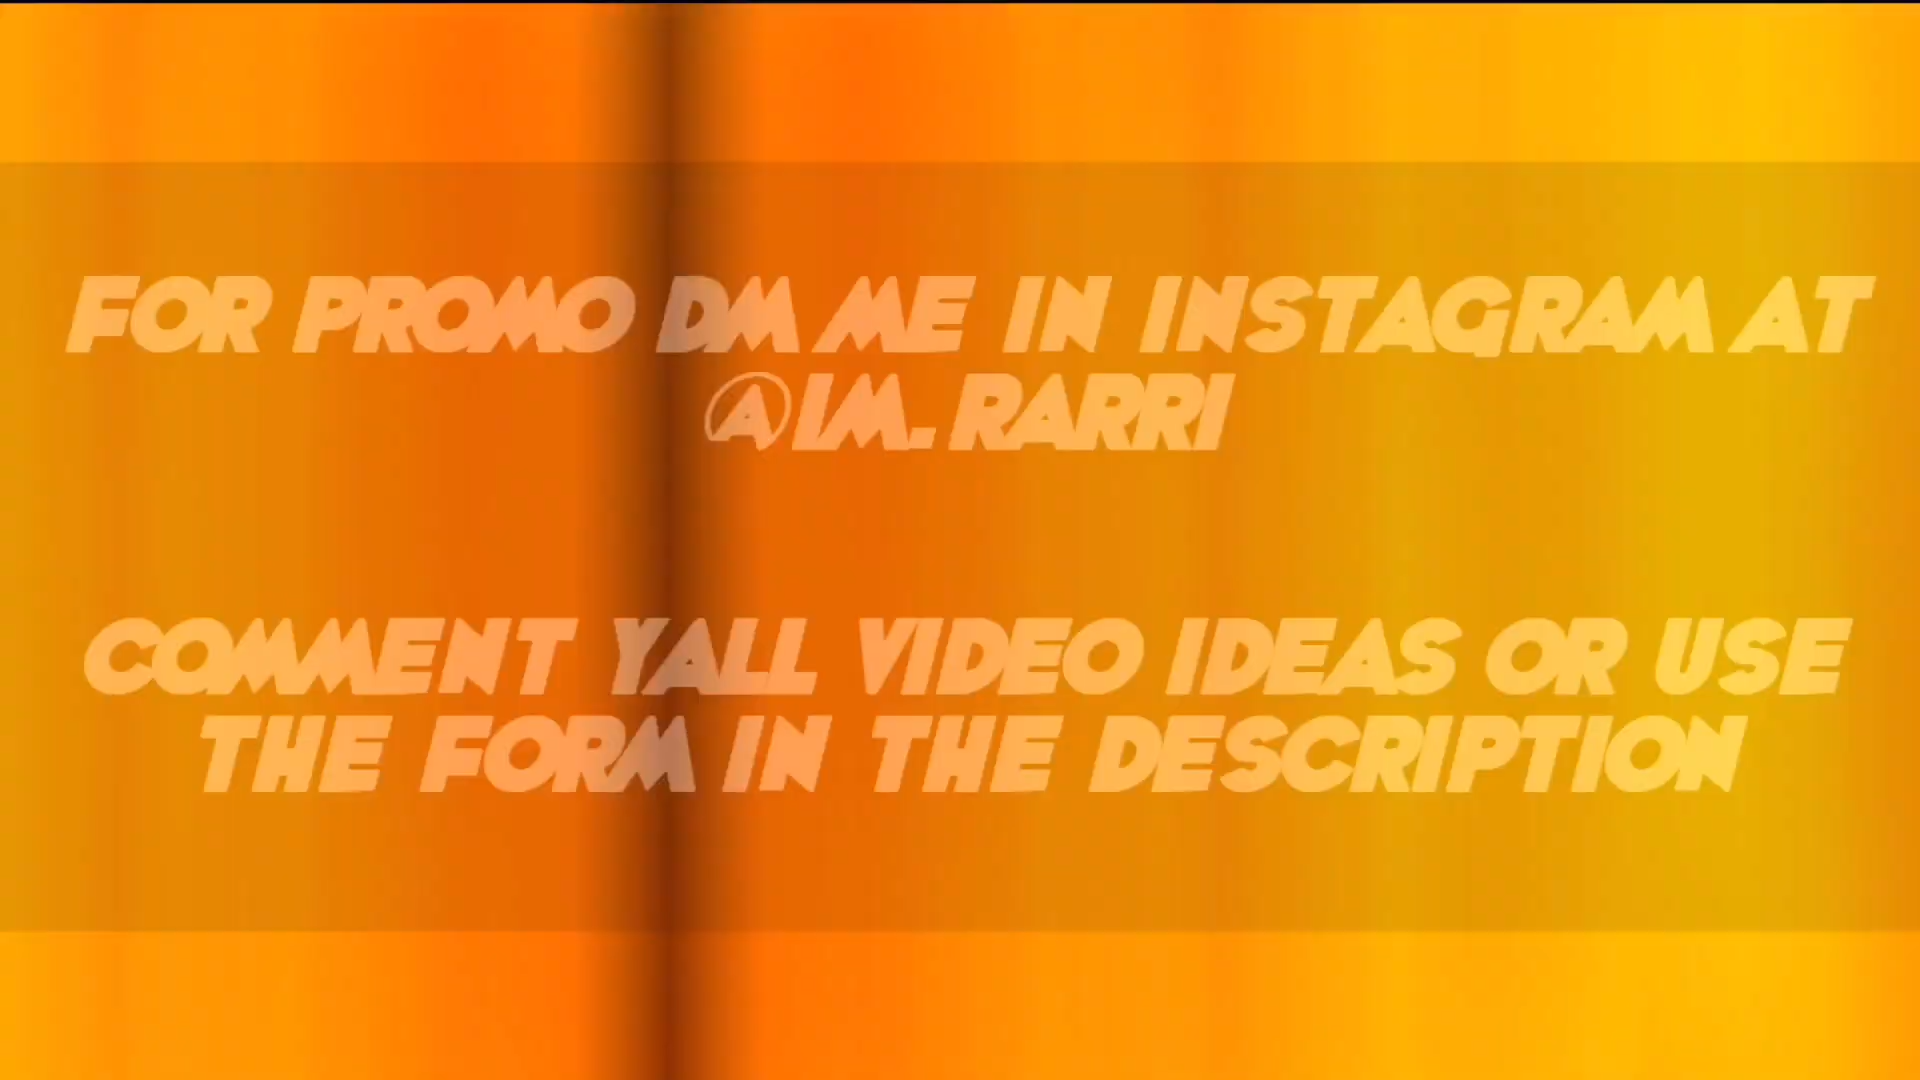 FOR PROMO DM ME IN INSTAGRAM AT
@IM.RARRI
COMMENT YALL VIDEO IDEAS OR USE
THE FORM IN THE DESCRIPTION